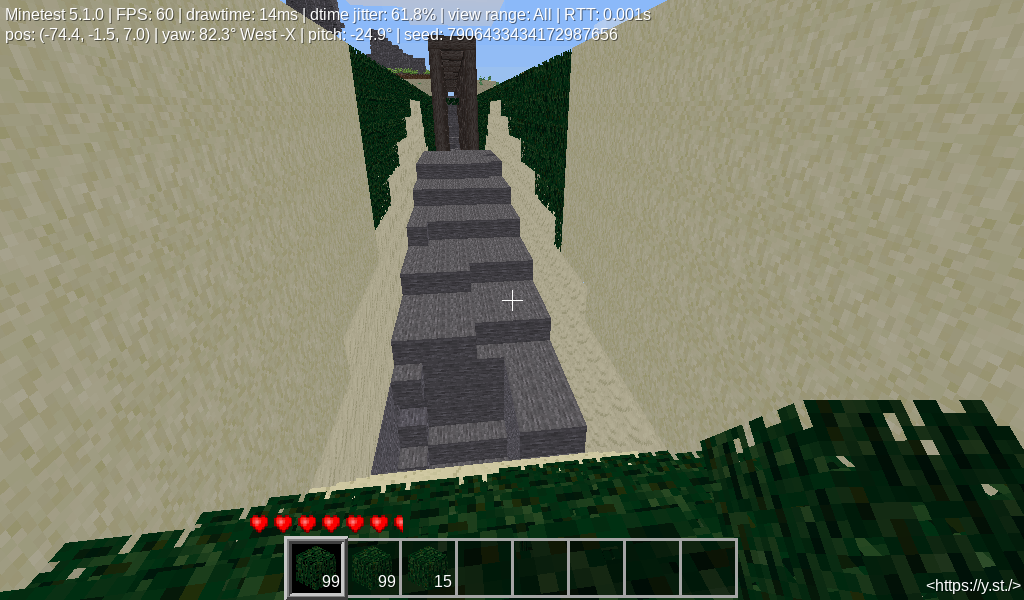 Minetest 5.1.0 | FPS: 60 | drawtime: 14ms | dtime jitter: 61.8% | view range: All | RTT: 0.001s
pos: (-74.4, -1.5, 7.0) | yaw: 82.3° West -X | pitch: -24.9° | seed: 7906433434172987656
99 99 15
<https://y.st./>